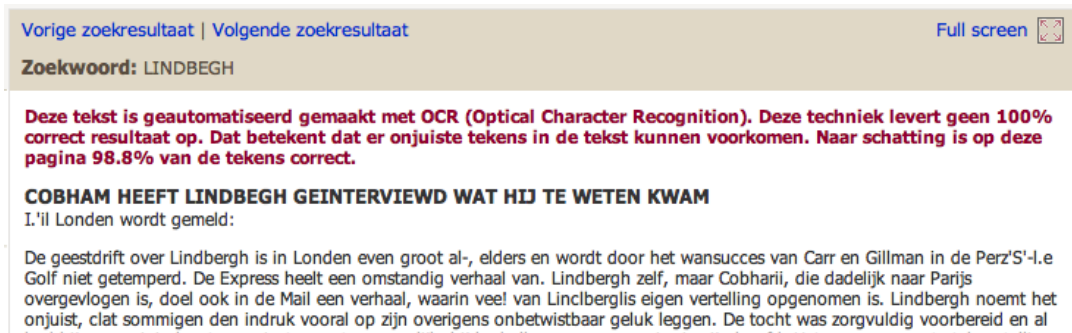 Vorige zoekresultaat | Volgende zoekresultaat Full screen
Zoekwoord: LINDBEGH
Deze tekst is geautomatiseerd gemaakt met OCR (Optical Character Recognition). Deze techniek levert geen 100%
correct resultaat op. Dat betekent dat er onjuiste tekens in de tekst kunnen voorkomen. Naar schatting is op deze
pagina 98.8% van de tekens correct.
COBHAM HEEFT LINDBEGH GEINTERVIEWD WAT HIJ TE WETEN KWAM
I.'il Londen wordt gemeld:
De geestdrift over Lindbergh is in Londen even groot al-, elders en wordt door het wansucces van Carr en Gillman in de Perz'S'-l.e
Golf niet getemperd. De Express heelt een omstandig verhaal van. Lindbergh zelf, maar Cobharii, die dadelijk naar Parijs
overgevlogen is, doel ook in de Mail een verhaal, waarin vee! van Linclberglis eigen vertelling opgenomen is. Lindbergh noemt het
onjuist, clat sommigen den indruk vooral op zijn overigens onbetwistbaar geluk leggen. De tocht was zorgvuldig voorbereid en al